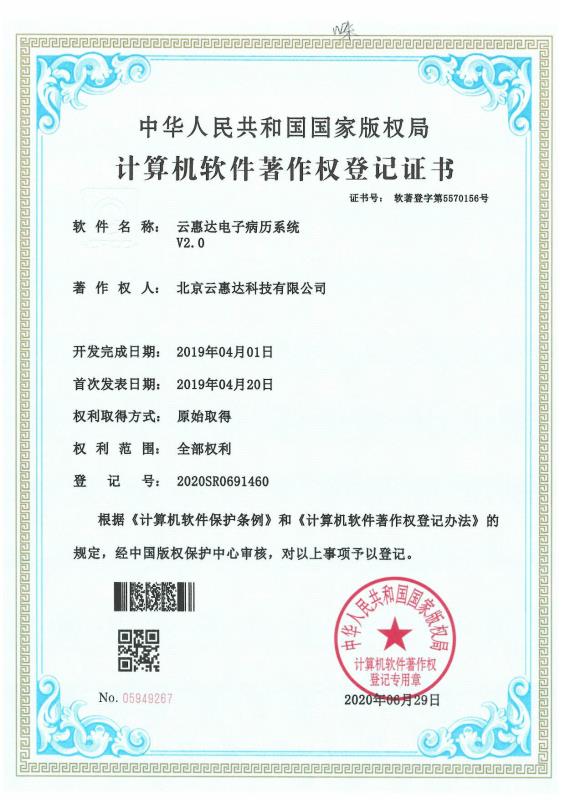 中华人民共和国国家版权局
计算机软件著作权登记证书
证书号： 软著登字第5570156号
软件名称： 云惠达电子病历系统
V2.0
著作权人： 北京云惠达科技有限公司
开发完成日期： 2019年04月01日
首次发表日期： 2019年04月20日
权利取得方式： 原始取得
权利范围： 全部权利
登记号： 2020SR0691460
根据《计算机软件保护条例》和《计算机软件著作权登记办法》的
规定，经中国版权保护中心审核，对以上事项予以登记。
中华人民共和国国家版权局
计算机软件著作权
登记专用章
No. 05949267
2020年06月29日